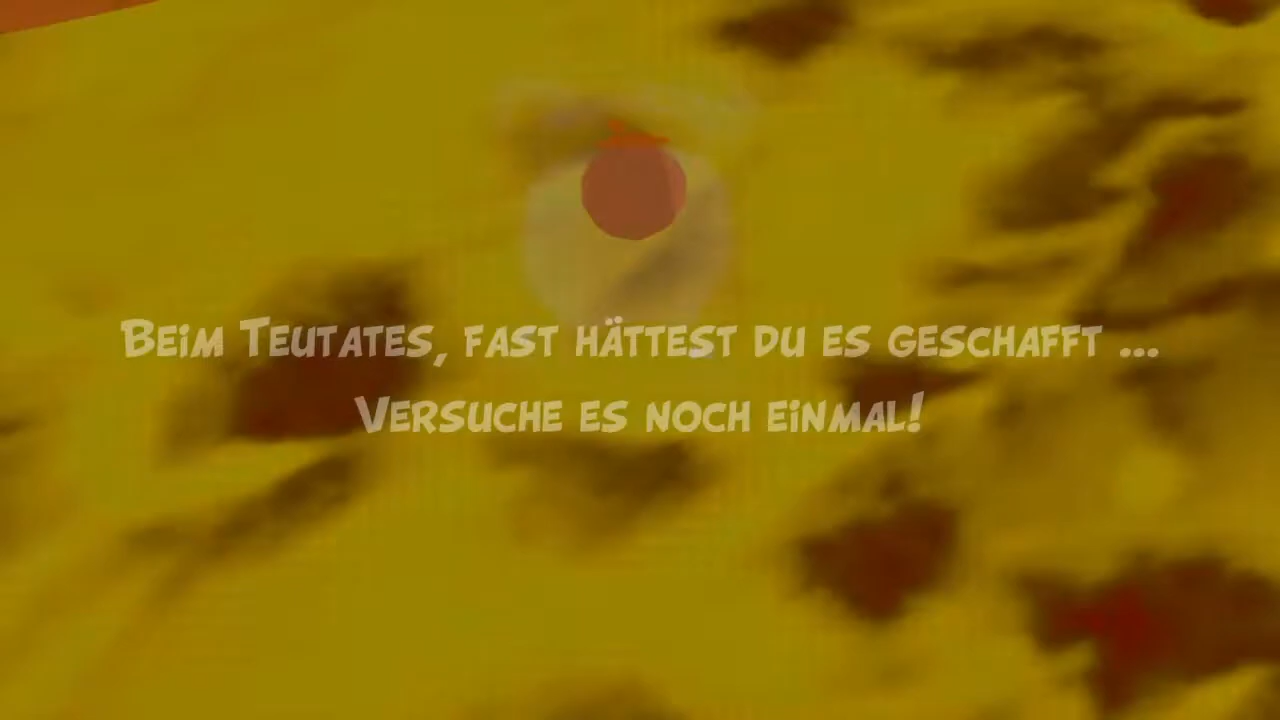 Beim Teutates, fast hättest du es geschafft ...
Versuche es noch einmal!